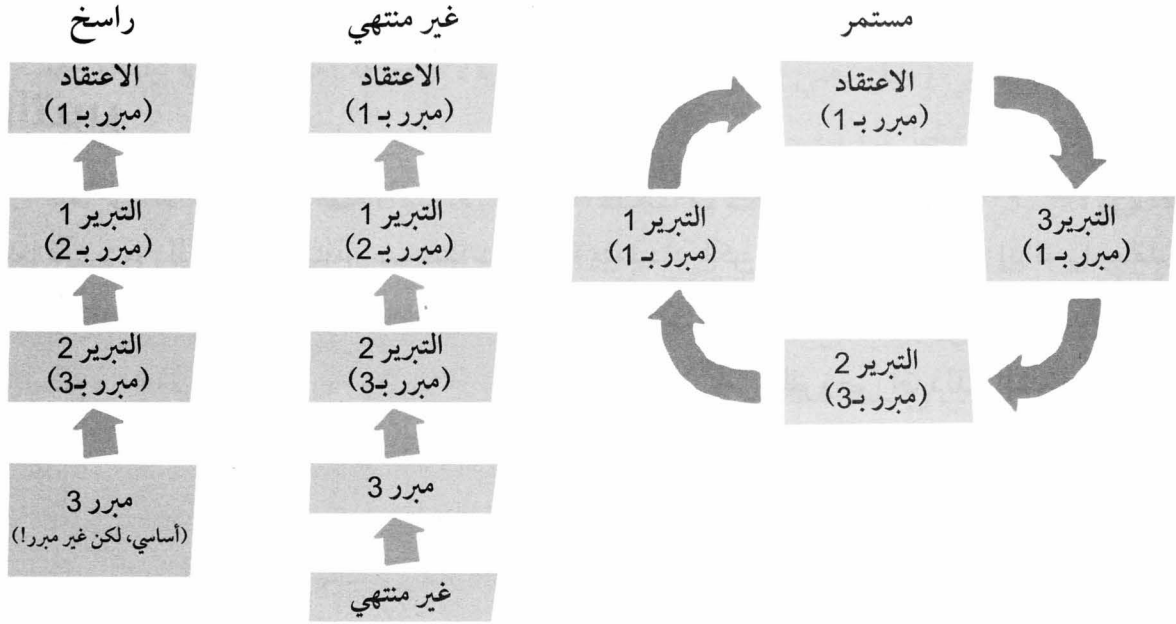 راسخ
الاعتقاد
(مبرر بـ 1)
التبرير 1
(مبرر بـ 2)
التبرير 2
(مبرر بـ3)
مبرر 3
(أساسي، لكن غير مبرر!)
غير منتهي
الاعتقاد
(مبرر بـ 1)
التبرير 1
(مبرر بـ 2)
التبرير 2
(مبرر بـ3)
مبرر 3
غير منتهي
مستمر
الاعتقاد
(مبرر بـ 1)
التبرير3
(مبرر بـ 1)
التبرير 2
(مبرر بـ3)
التبرير 1
(مبرر بـ 1)